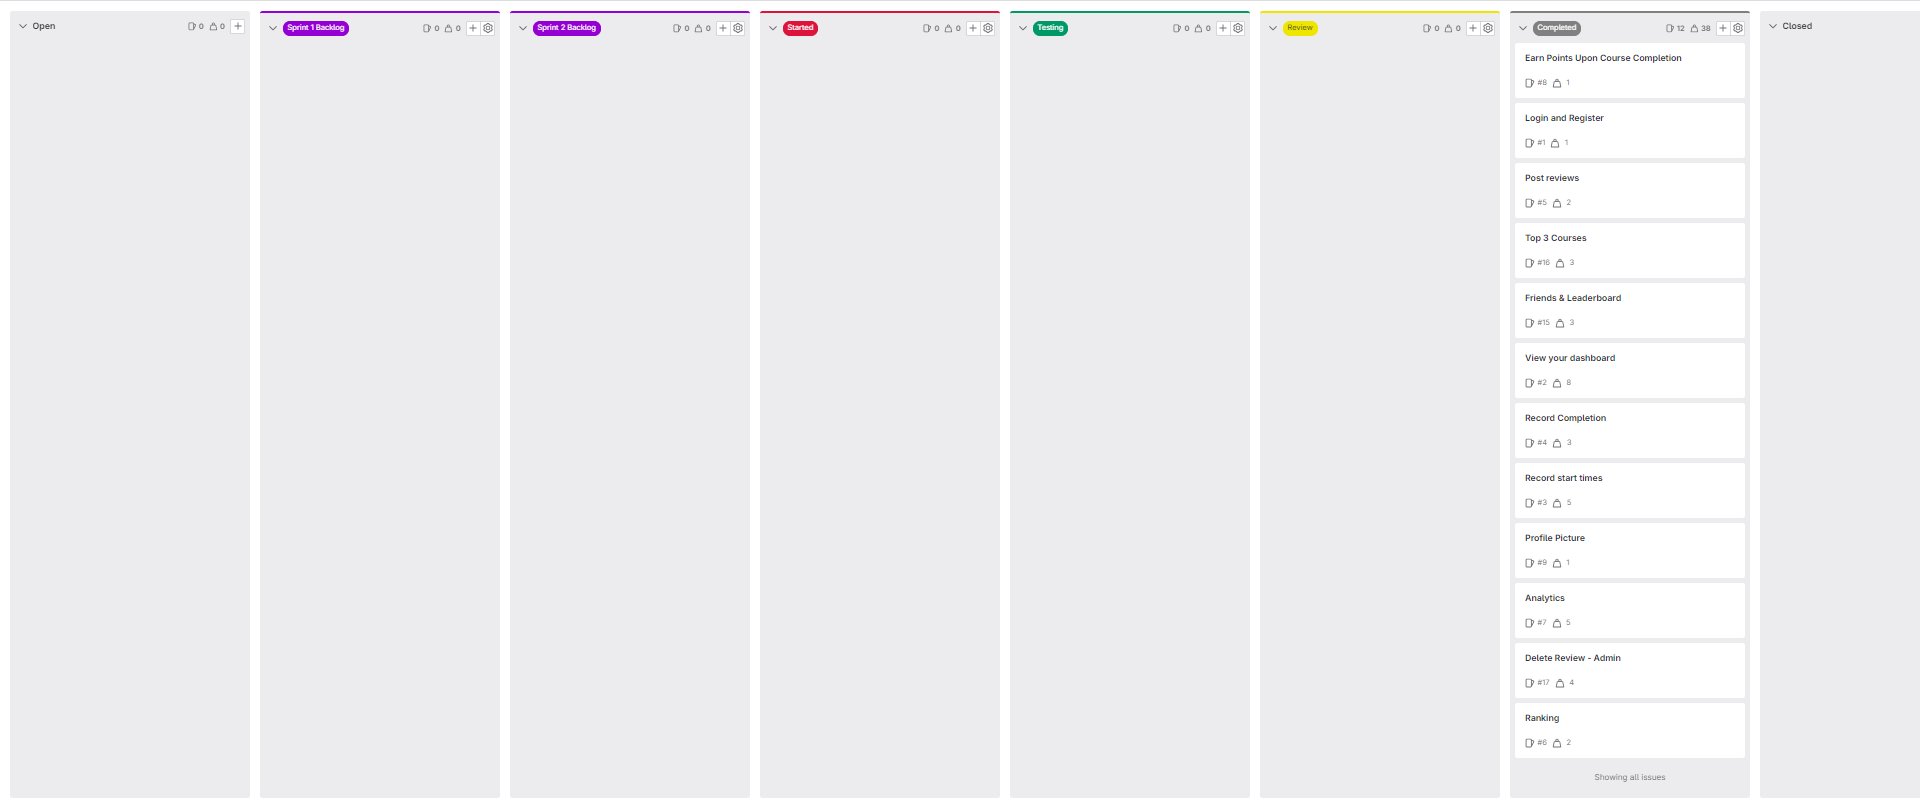 Open 0 0
Sprint 1 Backlog 0 0
Sprint 2 Backlog 0 0
Started 0 0
Testing 0 0
Review 0 0
Completed 12 38
Earn Points Upon Course Completion
#8 1
Login and Register
#1 1
Post reviews
#5 2
Top 3 Courses
#16 3
Friends & Leaderboard
#15 3
View your dashboard
#2 8
Record Completion
#4 3
Record start times
#3 5
Profile Picture
#9 1
Analytics
#7 5
Delete Review - Admin
#17 4
Ranking
#6 2
Showing all issues
Closed